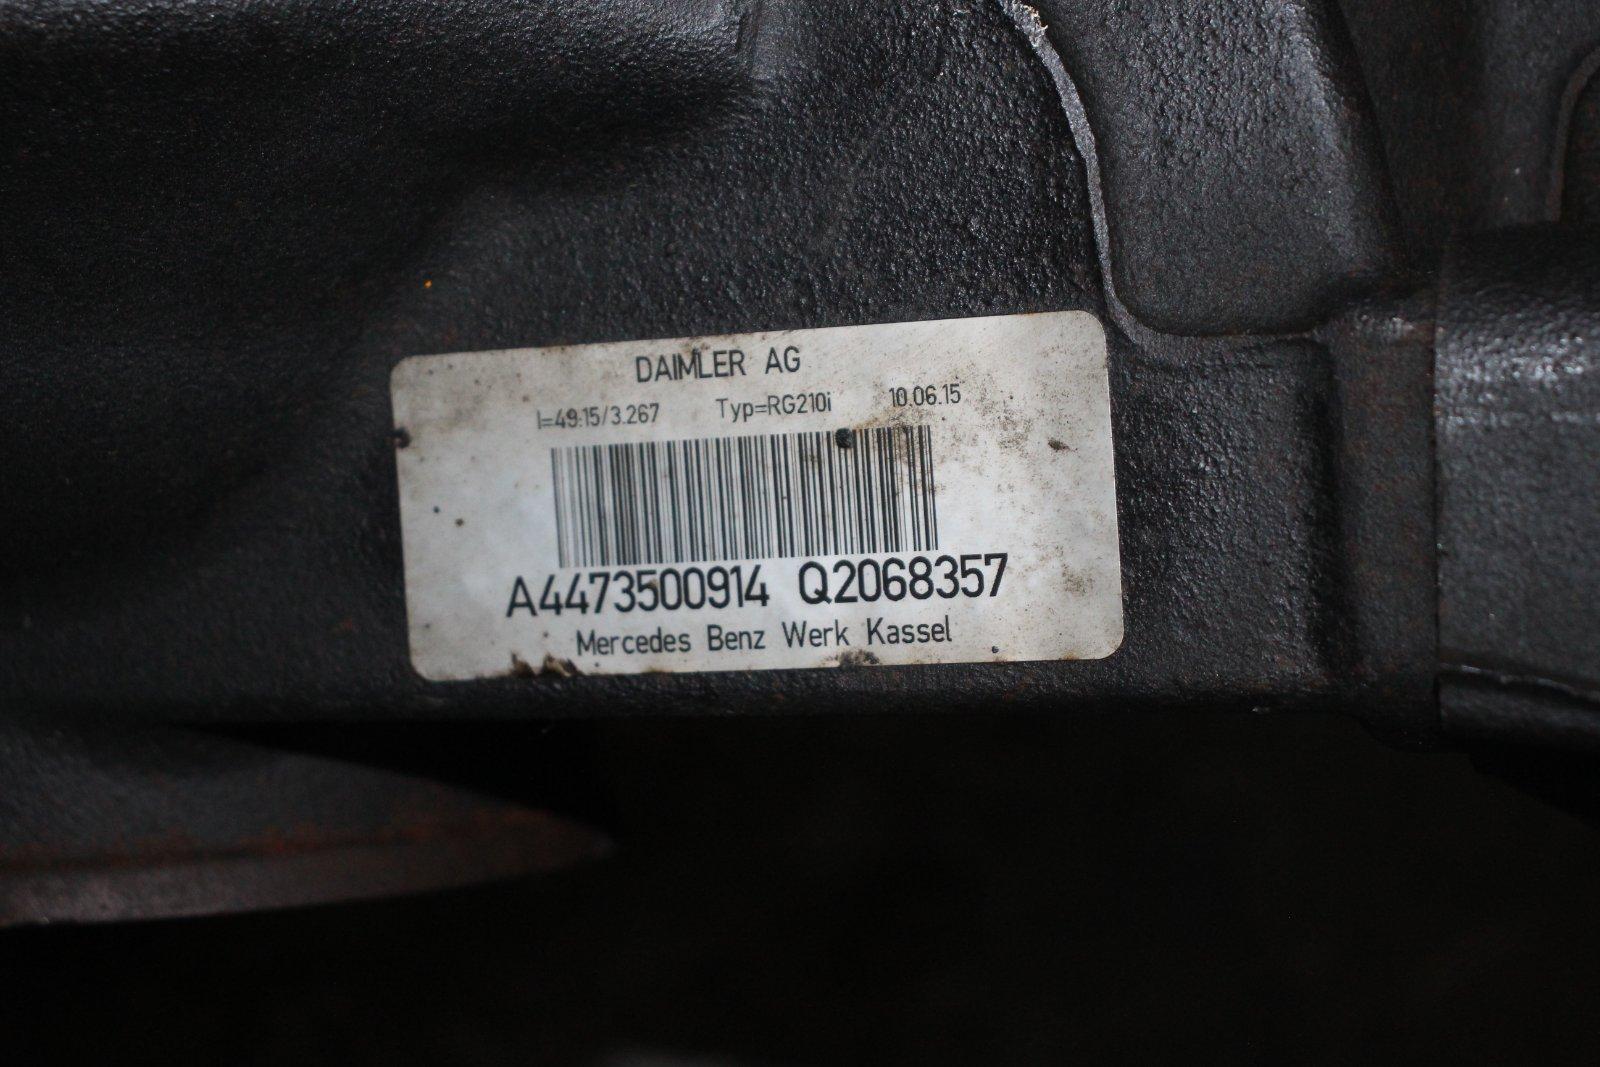 DAIMLER AG
I=49:15/3.267 Typ=RG210i 10.06.15
A4473500914 Q2068357
Mercedes Benz Werk Kassel